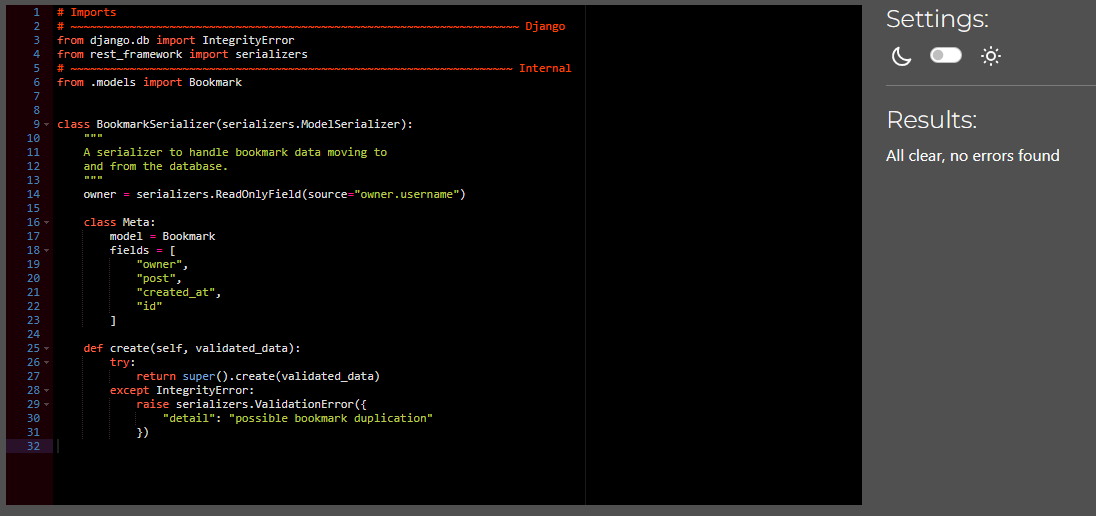 1 # Imports
2 # ~~~~~~~~~~~~~~~~~~~~~~~~~~~~~~~~~~~~~~~~~~~~~~~~~~~~~~~~~~~~~~~~~~~~ Django
3 from django.db import IntegrityError
4 from rest_framework import serializers
5 # ~~~~~~~~~~~~~~~~~~~~~~~~~~~~~~~~~~~~~~~~~~~~~~~~~~~~~~~~~~~~~~~~~~~ Internal
6 from .models import Bookmark
7
8
9 class BookmarkSerializer(serializers.ModelSerializer):
10     """
11     A serializer to handle bookmark data moving to
12     and from the database.
13     """
14     owner = serializers.ReadOnlyField(source="owner.username")
15
16     class Meta:
17         model = Bookmark
18         fields = [
19             "owner",
20             "post",
21             "created_at",
22             "id"
23         ]
24
25     def create(self, validated_data):
26         try:
27             return super().create(validated_data)
28         except IntegrityError:
29             raise serializers.ValidationError({
30                 "detail": "possible bookmark duplication"
31             })
32
Settings:
Results:
All clear, no errors found